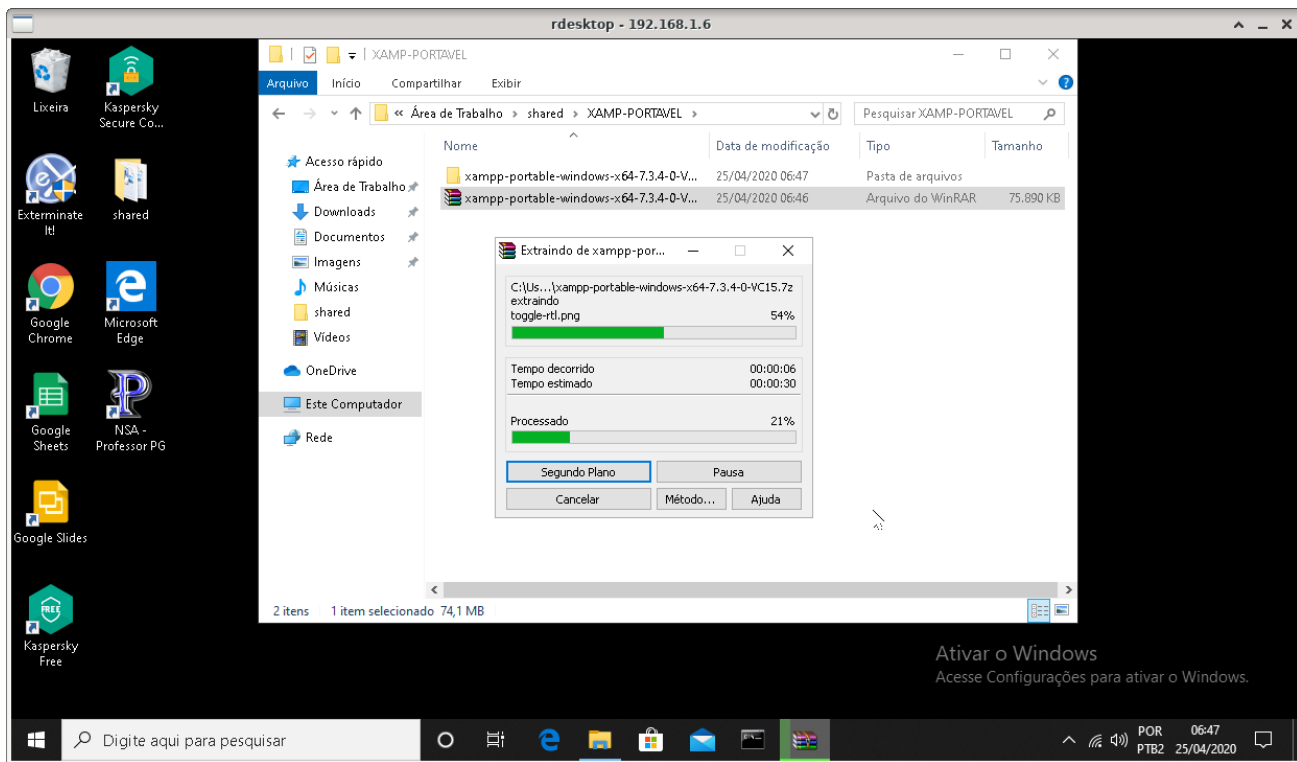 rdesktop - 192.168.1.6
Lixeira
Kaspersky
Secure Co...
Exterminate
It!
shared
Google
Chrome
Microsoft
Edge
Google
Sheets
NSA -
Professor PG
Google Slides
FREE
Kaspersky
Free
XAMP-PORTAVEL
Arquivo Início Compartilhar Exibir
« Área de Trabalho > shared > XAMP-PORTAVEL >
Pesquisar XAMP-PORTAVEL
Acesso rápido
Área de Trabalho
Downloads
Documentos
Imagens
Músicas
shared
Vídeos
OneDrive
Este Computador
Rede
Nome Data de modificação Tipo Tamanho
xampp-portable-windows-x64-7.3.4-0-V... 25/04/2020 06:47 Pasta de arquivos
xampp-portable-windows-x64-7.3.4-0-V... 25/04/2020 06:46 Arquivo do WinRAR 75.890 KB
Extraindo de xampp-por...
C:\Us...\xampp-portable-windows-x64-7.3.4-0-VC15.7z
extraindo
toggle-rtl.png 54%
Tempo decorrido 00:00:06
Tempo estimado 00:00:30
Processado 21%
Segundo Plano Pausa
Cancelar Método... Ajuda
2 itens 1 item selecionado 74,1 MB
Ativar o Windows
Acesse Configurações para ativar o Windows.
Digite aqui para pesquisar
POR
PTB2
06:47
25/04/2020